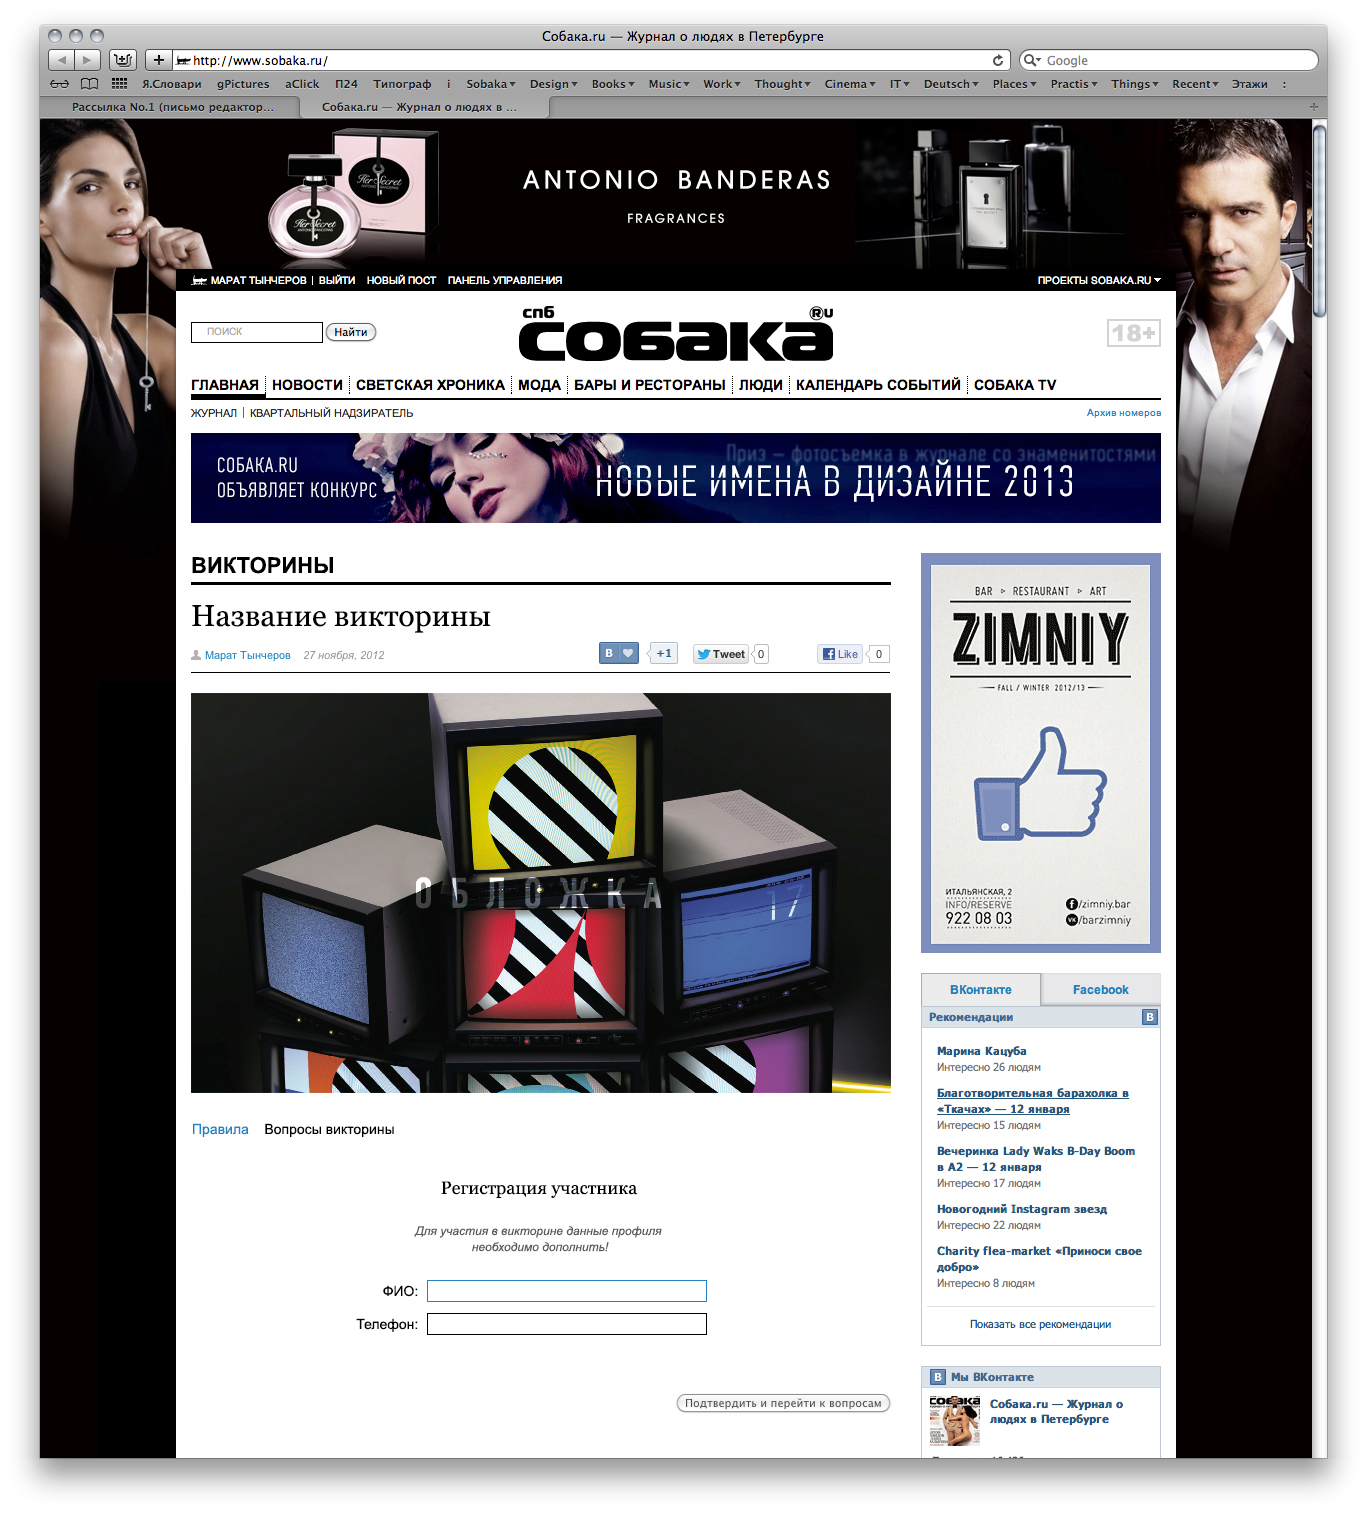 Собака.ru — Журнал о людях в Петербурге
http://www.sobaka.ru/
Google
Я.Словари gPictures aClick П24 Типограф i Sobaka Design Books Music Work Thought Cinema IT Deutsch Places Practis Things Recent Этажи :
Рассылка No.1 (письмо редактор...
Собака.ru — Журнал о людях в ...
Her Secret
ANTONIO BANDERAS
Her Secret
ANTONIO BANDERAS
FRAGRANCES
МАРАТ ТЫНЧЕРОВ | ВЫЙТИ НОВЫЙ ПОСТ ПАНЕЛЬ УПРАВЛЕНИЯ
ПРОЕКТЫ SOBAKA.RU
ПОИСК
Найти
спб
собака
®U
18+
ГЛАВНАЯ НОВОСТИ СВЕТСКАЯ ХРОНИКА МОДА БАРЫ И РЕСТОРАНЫ ЛЮДИ КАЛЕНДАРЬ СОБЫТИЙ СОБАКА TV
ЖУРНАЛ | КВАРТАЛЬНЫЙ НАДЗИРАТЕЛЬ
Архив номеров
СОБАКА.RU
ОБЪЯВЛЯЕТ КОНКУРС
Приз — фотосъемка в журнале со знаменитостями
НОВЫЕ ИМЕНА В ДИЗАЙНЕ 2013
ВИКТОРИНЫ
Название викторины
Марат Тынчеров 27 ноября, 2012
В +1 Tweet 0 Like 0
ОБЛОЖКА 17
Правила Вопросы викторины
Регистрация участника
Для участия в викторине данные профиля
необходимо дополнить!
ФИО:
Телефон:
Подтвердить и перейти к вопросам
BAR ▹ RESTAURANT ▹ ART
ZIMNIY
FALL / WINTER 2012/13
ИТАЛЬЯНСКАЯ, 2
INFO/RESERVE
922 08 03
/zimniy.bar
/barzimniy
ВКонтакте Facebook
Рекомендации В
Марина Кацуба
Интересно 26 людям
Благотворительная барахолка в
«Ткачах» — 12 января
Интересно 15 людям
Вечеринка Lady Waks B-Day Boom
в А2 — 12 января
Интересно 17 людям
Новогодний Instagram звезд
Интересно 22 людям
Charity flea-market «Приноси свое
добро»
Интересно 8 людям
Показать все рекомендации
В Мы ВКонтакте
собака
Собака.ru — Журнал о
людях в Петербурге